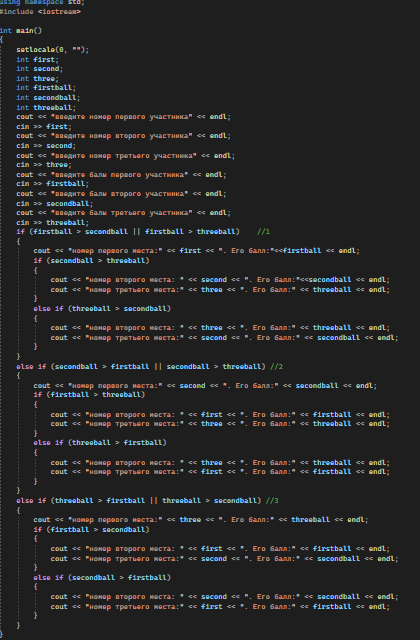 using namespace std;
#include <iostream>
int main()
{
setlocale(0, "");
int first;
int second;
int three;
int firstball;
int secondball;
int threeball;
cout << "введите номер первого участника" << endl;
cin >> first;
cout << "введите номер второго участника" << endl;
cin >> second;
cout << "введите номер третьего участника" << endl;
cin >> three;
cout << "введите балы первого участника" << endl;
cin >> firstball;
cout << "введите балы второго участника" << endl;
cin >> secondball;
cout << "введите балы третьего участника" << endl;
cin >> threeball;
if (firstball > secondball || firstball > threeball) //1
{
cout << "номер первого места:" << first << ". Его балл:"<<firstball << endl;
if (secondball > threeball)
{
cout << "номер второго места: " << second << ". Его балл:"<<secondball << endl;
cout << "номер третьего места:" << three << ". Его балл:" << threeball << endl;
}
else if (threeball > secondball)
{
cout << "номер второго места: " << three << ". Его балл:" << threeball << endl;
cout << "номер третьего места:" << second << ". Его балл:" << secondball << endl;
}
}
else if (secondball > firstball || secondball > threeball) //2
{
cout << "номер первого места:" << second << ". Его балл:" << secondball << endl;
if (firstball > threeball)
{
cout << "номер второго места: " << first << ". Его балл:" << firstball << endl;
cout << "номер третьего места: " << three << ". Его балл:" << threeball << endl;
}
else if (threeball > firstball)
{
cout << "номер второго места: " << three << ". Его балл:" << threeball << endl;
cout << "номер третьего места:" << first << ". Его балл:" << firstball << endl;
}
}
else if (threeball > firstball || threeball > secondball) //3
{
cout << "номер первого места:" << three << ". Его балл:" << threeball << endl;
if (firstball > secondball)
{
cout << "номер второго места: " << first << ". Его балл:" << firstball << endl;
cout << "номер третьего места:" << second << ". Его балл:" << secondball << endl;
}
else if (secondball > firstball)
{
cout << "номер второго места: " << second << ". Его балл:" << secondball << endl;
cout << "номер третьего места:" << first << ". Его балл:" << firstball << endl;
}
}
}